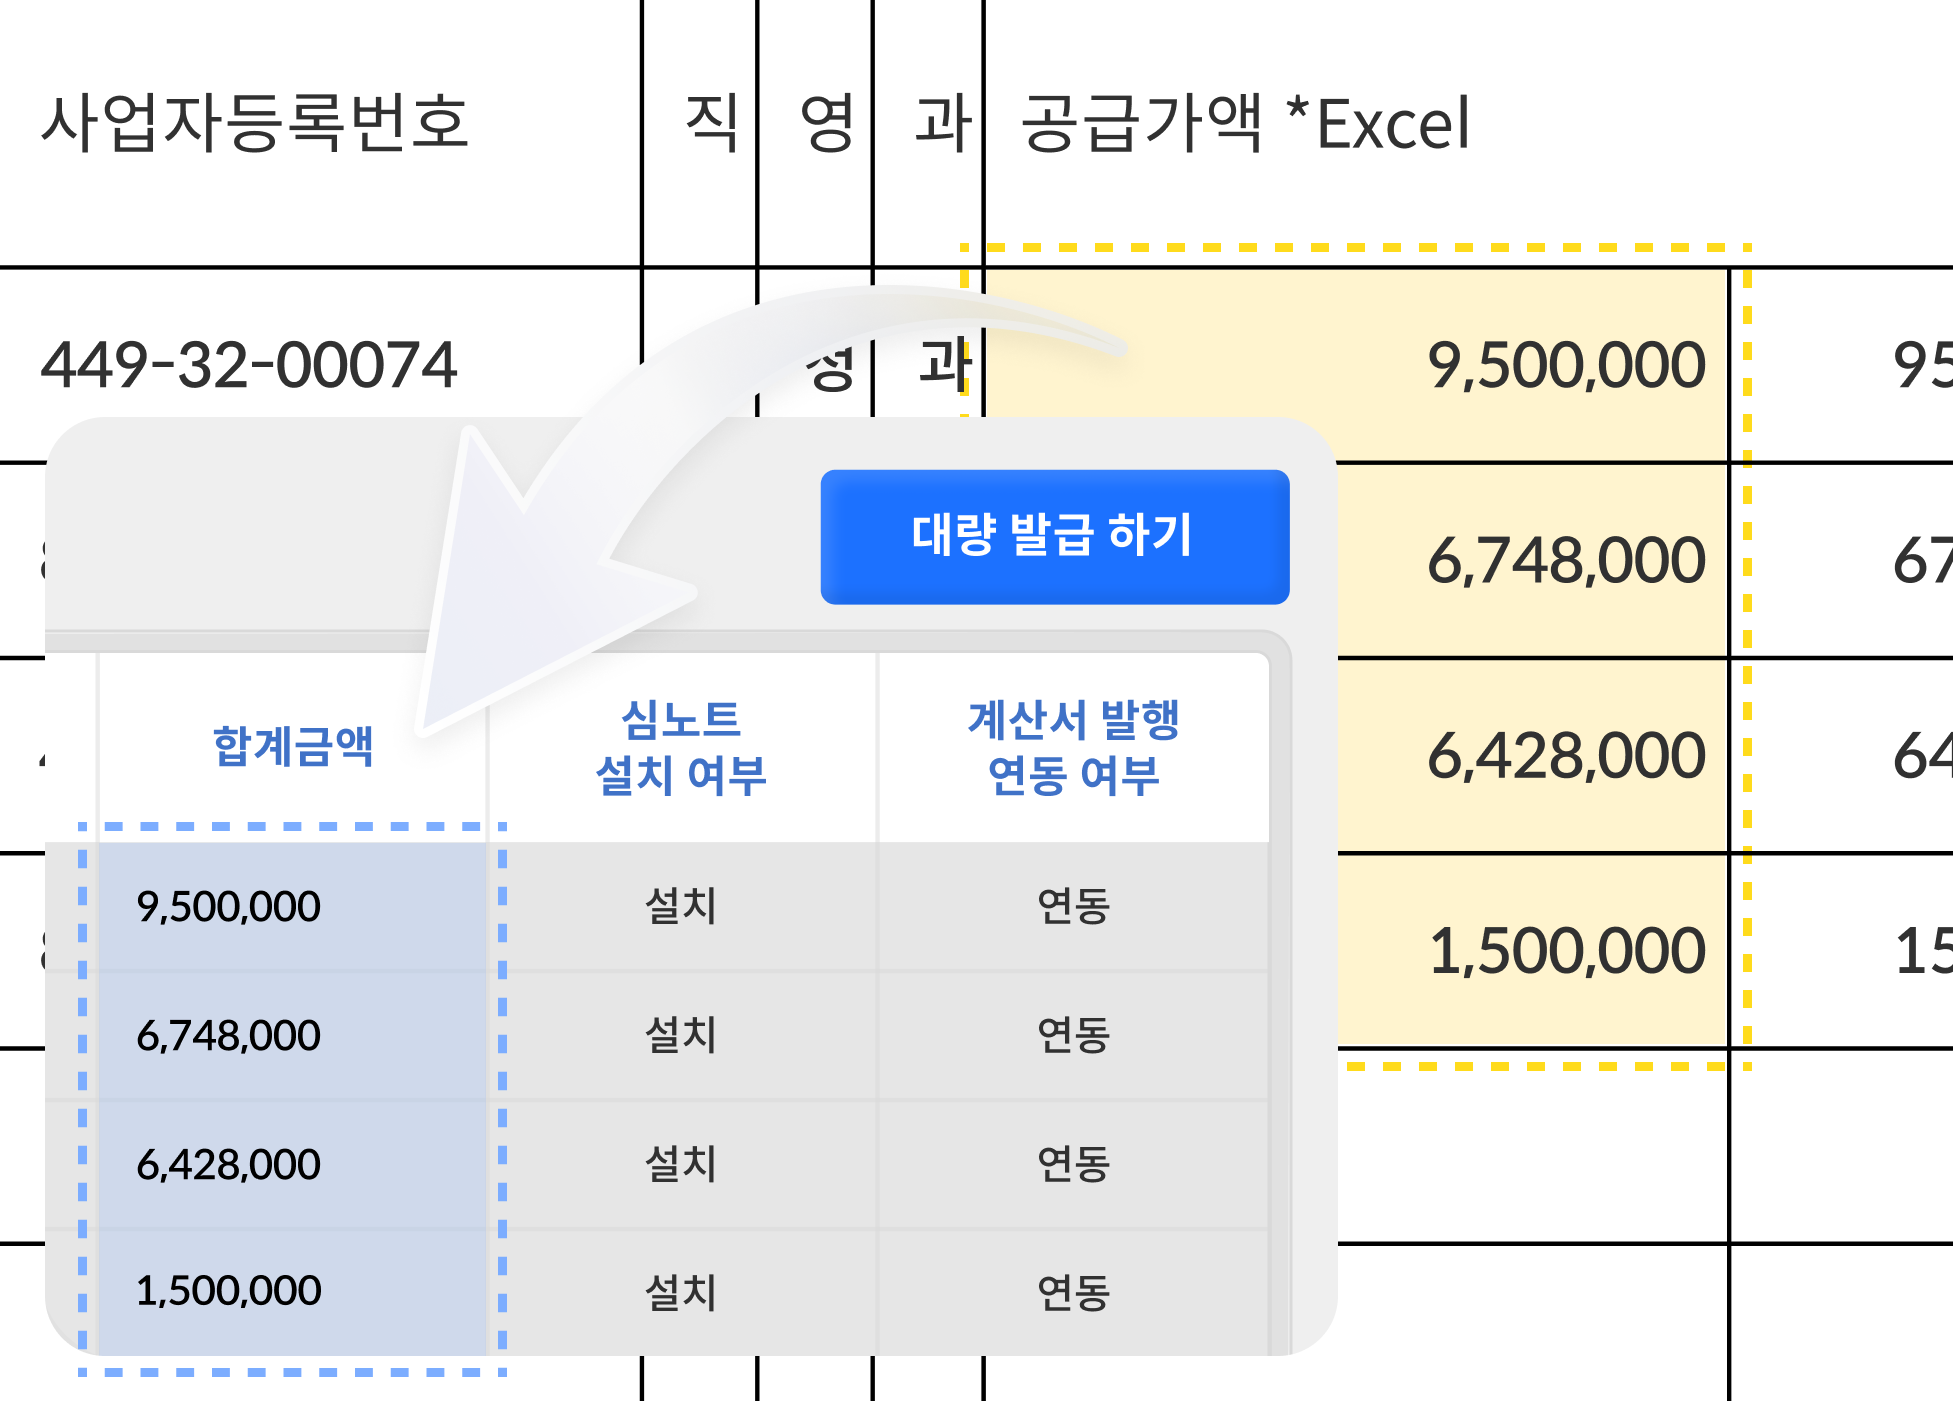 사업자등록번호 직 영 과 공급가액 *Excel
449-32-00074 과 9,500,000 95
6,748,000 67
6,428,000 64
1,500,000 15
대량 발급 하기
합계금액
심노트
설치 여부
계산서 발행
연동 여부
9,500,000 설치 연동
6,748,000 설치 연동
6,428,000 설치 연동
1,500,000 설치 연동